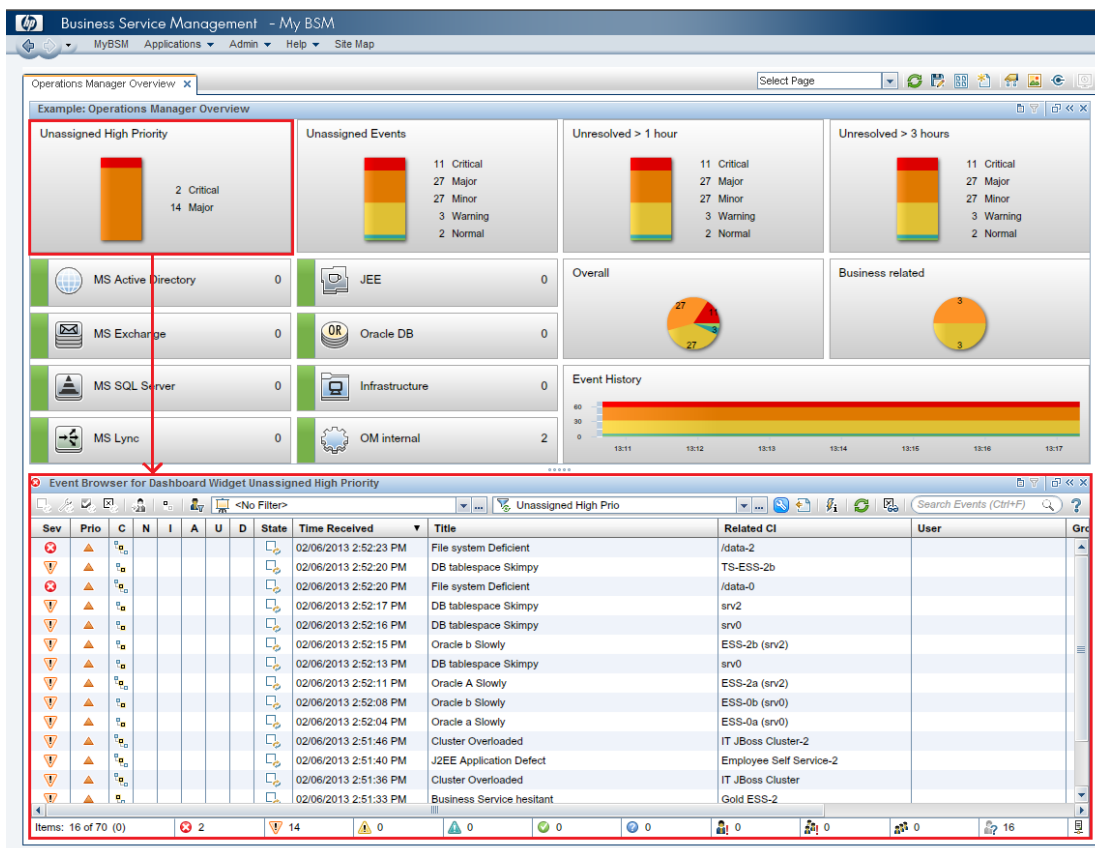 hp Business Service Management - My BSM
MyBSM Applications Admin Help Site Map
Operations Manager Overview Select Page
Example: Operations Manager Overview
Unassigned High Priority
2 Critical
14 Major
Unassigned Events
11 Critical
27 Major
27 Minor
3 Warning
2 Normal
Unresolved > 1 hour
11 Critical
27 Major
27 Minor
3 Warning
2 Normal
Unresolved > 3 hours
11 Critical
27 Major
27 Minor
3 Warning
2 Normal
MS Active Directory 0
MS Exchange 0
MS SQL Server 0
MS Lync 0
JEE 0
OR Oracle DB 0
Infrastructure 0
OM internal 2
Overall
27 11
3
27
Business related
3
3
Event History
60
30
0
13:11 13:12 13:13 13:14 13:15 13:16 13:17
Event Browser for Dashboard Widget Unassigned High Priority
<No Filter> ... Unassigned High Prio ... Search Events (Ctrl+F) ?
Sev Prio C N I A U D State Time Received Title Related CI User Gro
02/06/2013 2:52:23 PM File system Deficient /data-2
02/06/2013 2:52:20 PM DB tablespace Skimpy TS-ESS-2b
02/06/2013 2:52:20 PM File system Deficient /data-0
02/06/2013 2:52:17 PM DB tablespace Skimpy srv2
02/06/2013 2:52:16 PM DB tablespace Skimpy srv0
02/06/2013 2:52:15 PM Oracle b Slowly ESS-2b (srv2)
02/06/2013 2:52:13 PM DB tablespace Skimpy srv0
02/06/2013 2:52:11 PM Oracle A Slowly ESS-2a (srv2)
02/06/2013 2:52:08 PM Oracle b Slowly ESS-0b (srv0)
02/06/2013 2:52:04 PM Oracle a Slowly ESS-0a (srv0)
02/06/2013 2:51:46 PM Cluster Overloaded IT JBoss Cluster-2
02/06/2013 2:51:40 PM J2EE Application Defect Employee Self Service-2
02/06/2013 2:51:36 PM Cluster Overloaded IT JBoss Cluster
02/06/2013 2:51:33 PM Business Service hesitant Gold ESS-2
Items: 16 of 70 (0) 2 14 0 0 0 0 0 0 0 16